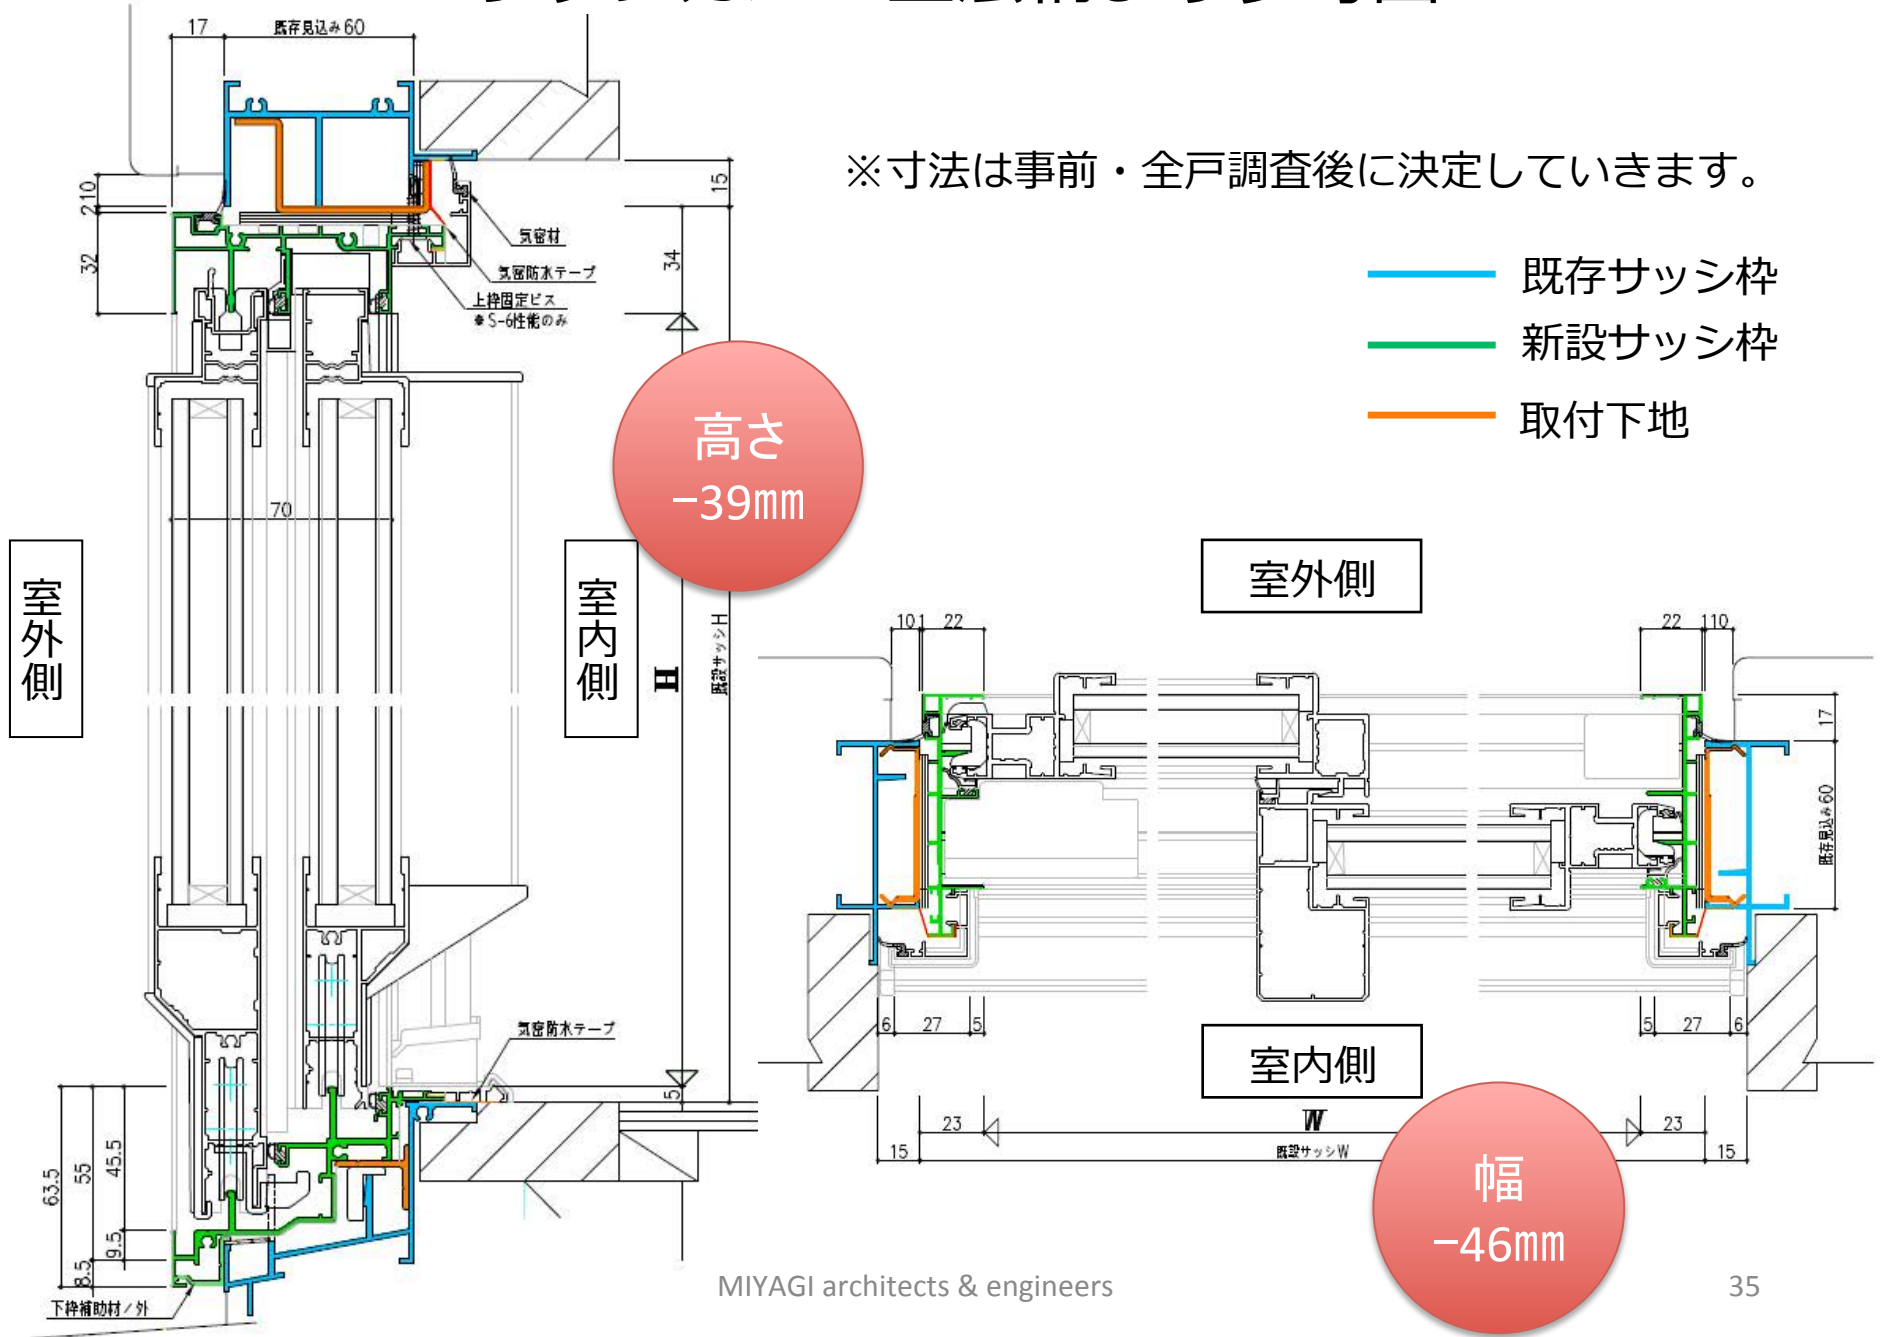 17
既存見込み60
※寸法は事前・全戸調査後に決定していきます。
既存サッシ枠
新設サッシ枠
取付下地
210
32
15
34
気密材
気密防水テープ
上枠固定ビス
※S-6性能のみ
高さ
−39㎜
70
室外側
室内側
H
既設サッシH
気密防水テープ
5
63.5
55
45.5
9.5
8.5
下枠補助材/外
室外側
101
22
22
110
17
既存見込み60
6
27
5
5
27
6
室内側
23
W
23
15
既設サッシW
15
幅
−46㎜
MIYAGI architects & engineers
35